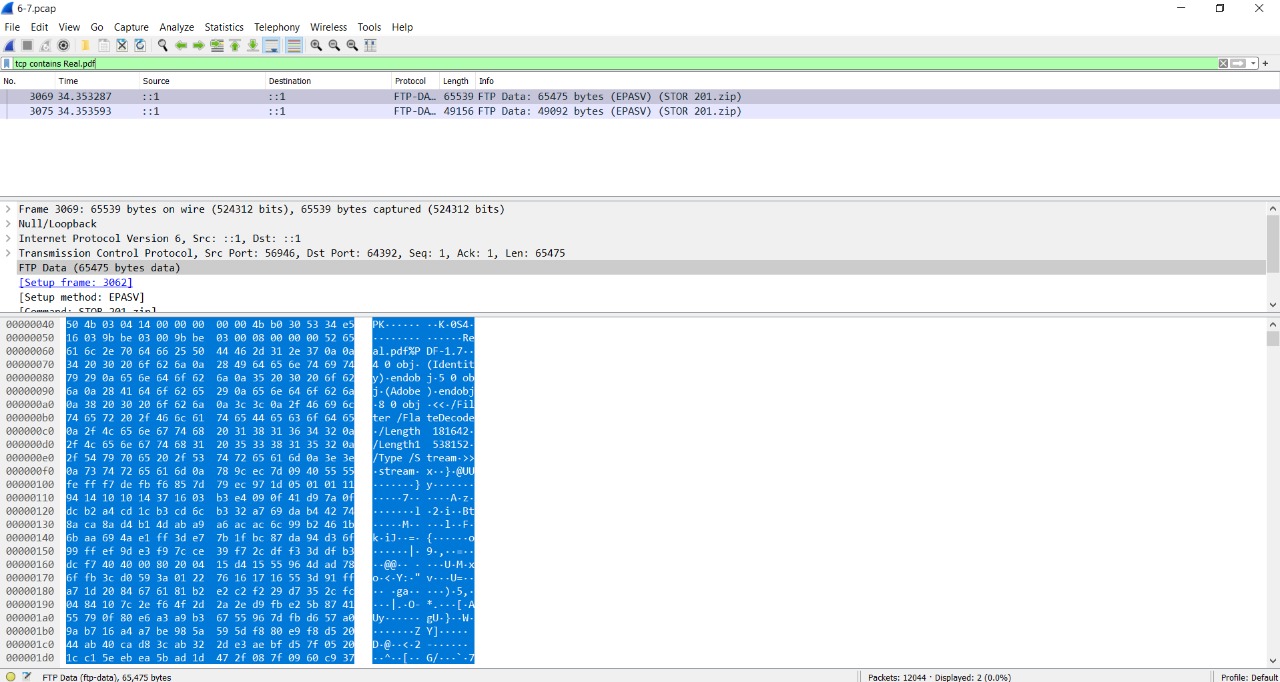 6-7.pcap
File Edit View Go Capture Analyze Statistics Telephony Wireless Tools Help
tcp contains Real.pdf
No. Time Source Destination Protocol Length Info
3069 34.353287 ::1 ::1 FTP-DA… 65539 FTP Data: 65475 bytes (EPASV) (STOR 201.zip)
3075 34.353593 ::1 ::1 FTP-DA… 49156 FTP Data: 49092 bytes (EPASV) (STOR 201.zip)
Frame 3069: 65539 bytes on wire (524312 bits), 65539 bytes captured (524312 bits)
Null/Loopback
Internet Protocol Version 6, Src: ::1, Dst: ::1
Transmission Control Protocol, Src Port: 56946, Dst Port: 64392, Seq: 1, Ack: 1, Len: 65475
FTP Data (65475 bytes data)
[Setup frame: 3062]
[Setup method: EPASV]
[Command: STOR 201.zip]
00000040 50 4b 03 04 14 00 00 00 00 00 4b b0 30 53 34 e5 PK······ ··K·0S4·
00000050 16 03 9b be 03 00 9b be 03 00 08 00 00 00 52 65 ········ ······Re
00000060 61 6c 2e 70 64 66 25 50 44 46 2d 31 2e 37 0a 0a al.pdf%P DF-1.7··
00000070 34 20 30 20 6f 62 6a 0a 28 49 64 65 6e 74 69 74 4 0 obj· (Identit
00000080 79 29 0a 65 6e 64 6f 62 6a 0a 35 20 30 20 6f 62 y)·endob j·5 0 ob
00000090 6a 0a 28 41 64 6f 62 65 29 0a 65 6e 64 6f 62 6a j·(Adobe )·endobj
000000a0 0a 38 20 30 20 6f 62 6a 0a 3c 3c 0a 2f 46 69 6c ·8 0 obj ·<<·/Fil
000000b0 74 65 72 20 2f 46 6c 61 74 65 44 65 63 6f 64 65 ter /Fla teDecode
000000c0 0a 2f 4c 65 6e 67 74 68 20 31 38 31 36 34 32 0a ·/Length 181642·
000000d0 2f 4c 65 6e 67 74 68 31 20 35 33 38 31 35 32 0a /Length1 538152·
000000e0 2f 54 79 70 65 20 2f 53 74 72 65 61 6d 0a 3e 3e /Type /S tream·>>
000000f0 0a 73 74 72 65 61 6d 0a 78 9c ec 7d 09 40 55 55 ·stream· x··}·@UU
00000100 fe ff f7 de fb f6 85 7d 79 ec 97 1d 05 01 01 11 ·······} y·······
00000110 94 14 10 10 14 37 16 03 b3 e4 09 0f 41 d9 7a 0f ·····7·· ····A·z·
00000120 dc b2 a4 cd 1c b3 cd 6c b3 32 a7 69 da b4 42 74 ·······l ·2·i··Bt
00000130 8a ca 8a d4 b1 4d ab a9 a6 ac ac 6c 99 b2 46 1b ·····M·· ···l··F·
00000140 6b aa 69 4a e1 ff 3d e7 7b 1f bc 87 da 94 d3 6f k·iJ··=· {······o
00000150 99 ff ef 9d e3 f9 7c ce 39 f7 2c df f3 3d df b3 ······|· 9·,··=··
00000160 dc f7 40 40 00 80 20 04 15 d4 15 55 96 4d ad 78 ··@@·· · ···U·M·x
00000170 6f fb 3c d0 59 3a 01 22 76 16 17 16 55 3d 91 ff o·<·Y:·" v···U=··
00000180 a7 1d 20 84 67 61 81 b2 e2 c2 f2 29 d7 35 2c fc ·· ·ga·· ···)·5,·
00000190 04 84 10 7c 2e f6 4f 2d 2a 2e d9 fb e2 5b 87 41 ···|.·O- *.···[·A
000001a0 55 79 0f 80 e6 a3 a9 b3 67 55 96 7d fb d6 57 a0 Uy······ gU·}··W·
000001b0 9a b7 16 a4 a7 be 98 5a 59 5d f8 80 e9 f8 d5 20 ·······Z Y]·····
000001c0 44 ab 40 ca d8 3c ab 32 2d e3 ae bf d5 7f 05 20 D·@··<·2 -······
000001d0 1c c1 5e eb ea 5b ad 1d 47 2f 08 7f 09 60 c9 37 ··^··[·· G/···`·7
FTP Data (ftp-data), 65,475 bytes Packets: 12044 · Displayed: 2 (0.0%) Profile: Default